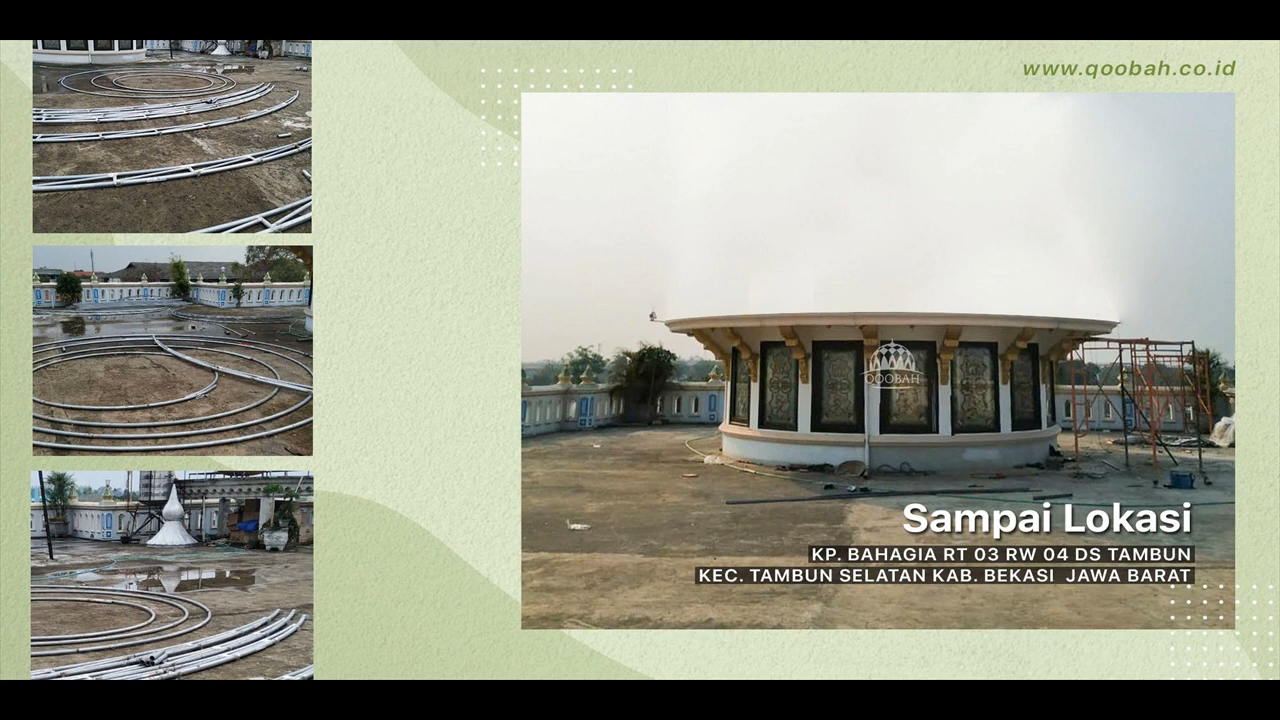 www.qoobah.co.id
QOOBAH
Sampai Lokasi
KP. BAHAGIA RT 03 RW 04 DS TAMBUN
KEC. TAMBUN SELATAN KAB. BEKASI JAWA BARAT